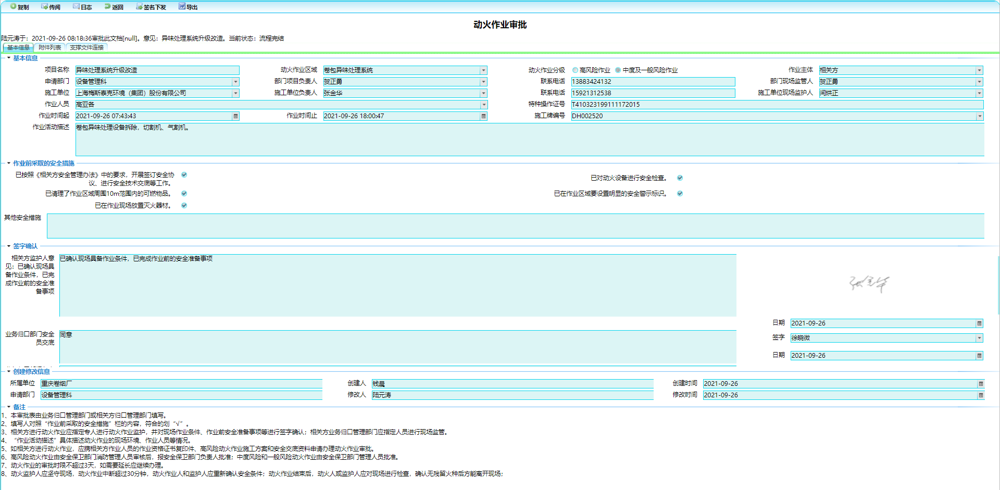 复制 传阅 日志 返回 签名下发 导出
动火作业审批
陆元涛于：2021-09-26 08:18:36审批此文档[null]。意见：异味处理系统升级改造。当前状态：流程完结
基本信息 附件列表 支撑文件连接
基本信息
项目名称 异味处理系统升级改造 动火作业区域 卷包异味处理系统 动火作业分级 高风险作业 中度及一般风险作业 作业主体 相关方
申请部门 设备管理科 部门项目负责人 贺正勇 联系电话 13883424132 部门现场监管人 贺正勇
施工单位 上海梅斯泰克环境（集团）股份有限公司 施工单位负责人 张金华 联系电话 15921312538 施工单位现场监护人 闫烘正
作业人员 高亚各 特种操作证号 T410323199111172015
作业时间起 2021-09-26 07:43:43 作业时间止 2021-09-26 18:00:47 施工牌编号 DH002520
作业活动描述 卷包异味处理设备拆除，切割机、气割机。
作业前采取的安全措施
已按照《相关方安全管理办法》中的要求，开展签订安全协
议、进行安全技术交底等工作。 已对动火设备进行安全检查。
已清理了作业区域周围10m范围内的可燃物品。 已在作业区域要设置明显的安全警示标识。
已在作业现场放置灭火器材。
其他安全措施
签字确认
相关方监护人意 已确认现场具备作业条件，已完成作业前的安全准备事项
见：已确认现场具
备作业条件，已完
成作业前的安全准
备事项
张金华
日期 2021-09-26
业务归口部门安全 同意
员交底
签字 徐晓微
日期 2021-09-26
创建修改信息
所属单位 重庆卷烟厂 创建人 钱晨 创建时间 2021-09-26
申请部门 设备管理科 修改人 陆元涛 修改时间 2021-09-26
备注
1、本审批表由业务归口管理部门或相关方归口管理部门填写。
2、填写人对照“作业前采取的安全措施”栏的内容，符合的划“√”。
3、相关方进行动火作业应指定专人进行动火作业监护，并对现场作业条件、作业前安全准备事项等进行签字确认；相关方业务归口管理部门应指定人员进行现场监管。
4、“作业活动描述”具体描述动火作业的现场环境、作业人员等情况。
5、如相关方进行动火作业，应携相关方作业人员的作业资格证书复印件、高风险动火作业施工方案和安全交底资料申请办理动火作业审批。
6、高风险动火作业由安全保卫部门消防管理人员审核后，报安全保卫部门负责人批准；中度风险和一般风险动火作业由安全保卫部门管理人员批准。
7、动火作业的审批时限不超过3天，如需要延长应继续办理。
8、动火监护人应坚守现场，动火作业中断超过30分钟，动火作业人和监护人应重新确认安全条件；动火作业结束后，动火人或监护人应对现场进行检查，确认无残留火种后方能离开现场；